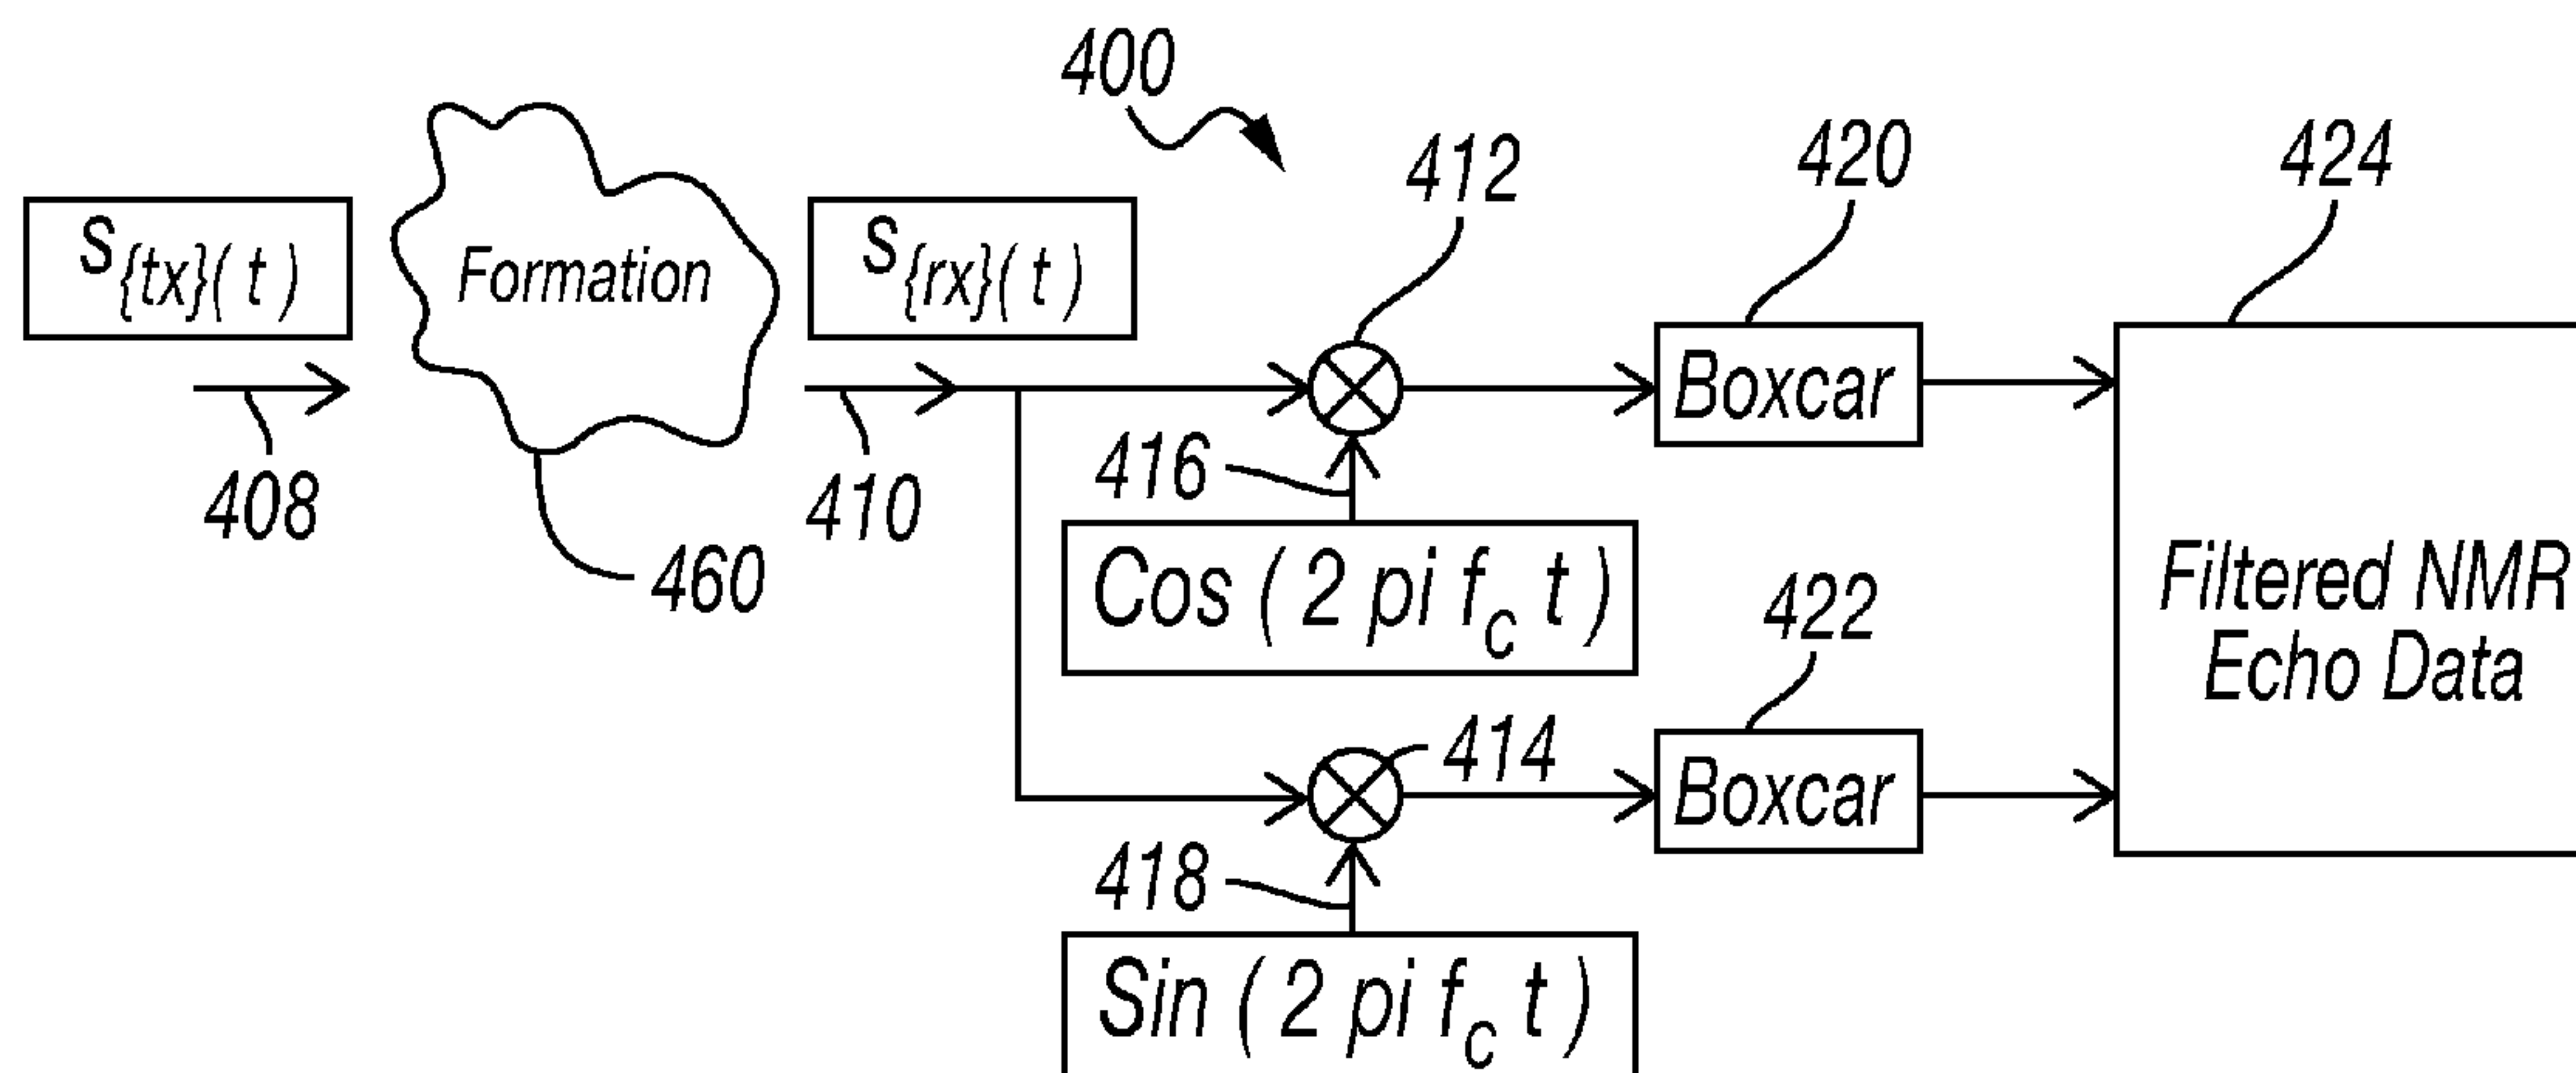 400
412
420
424
s{tx}( t )
Formation
s{rx}( t )
408
460
410
416
Boxcar
Cos ( 2 pi fc t )
422
Filtered NMR
Echo Data
414
Boxcar
418
Sin ( 2 pi fc t )